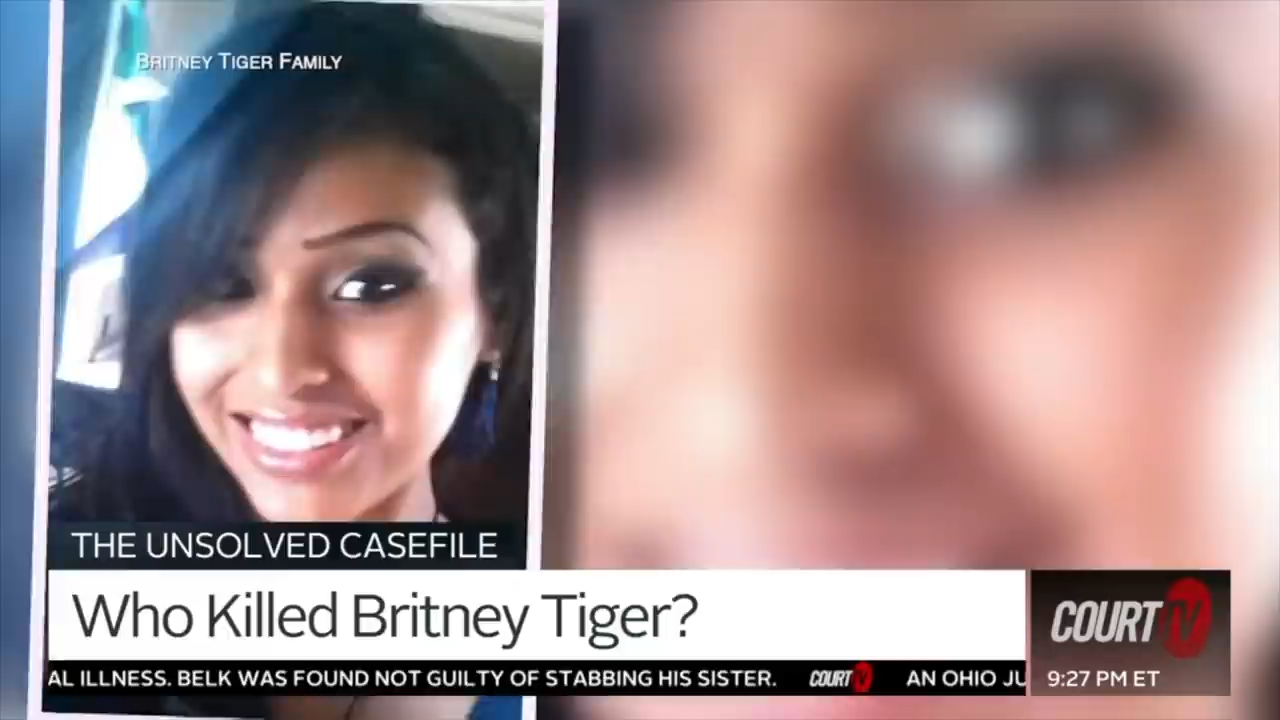 BRITNEY TIGER FAMILY
THE UNSOLVED CASEFILE
Who Killed Britney Tiger?
COURT TV
AL ILLNESS. BELK WAS FOUND NOT GUILTY OF STABBING HIS SISTER. COURT TV AN OHIO JU
9:27 PM ET